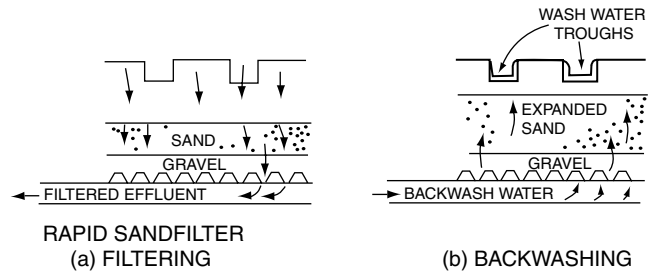 SAND
GRAVEL
FILTERED EFFLUENT
RAPID SANDFILTER
(a) FILTERING
WASH WATER
TROUGHS
EXPANDED
SAND
GRAVEL
BACKWASH WATER
(b) BACKWASHING